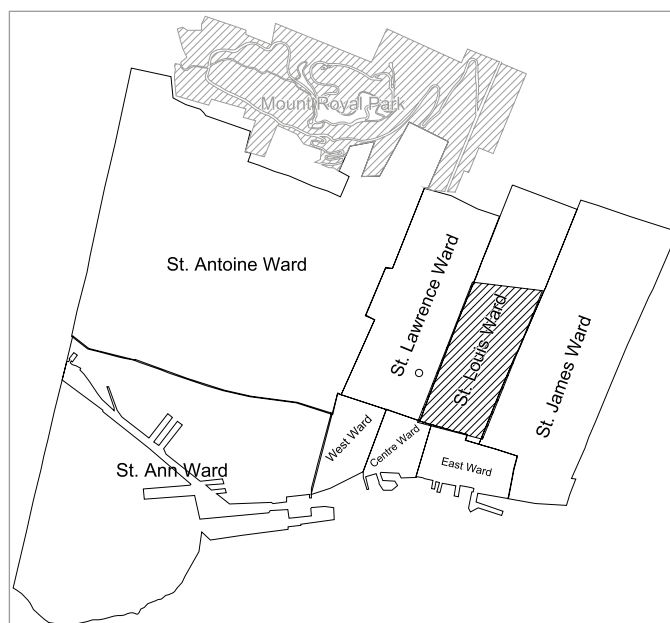 Mount Royal Park
St. Antoine Ward
St. Lawrence Ward
St. Louis Ward
St. James Ward
West Ward
Centre Ward
East Ward
St. Ann Ward